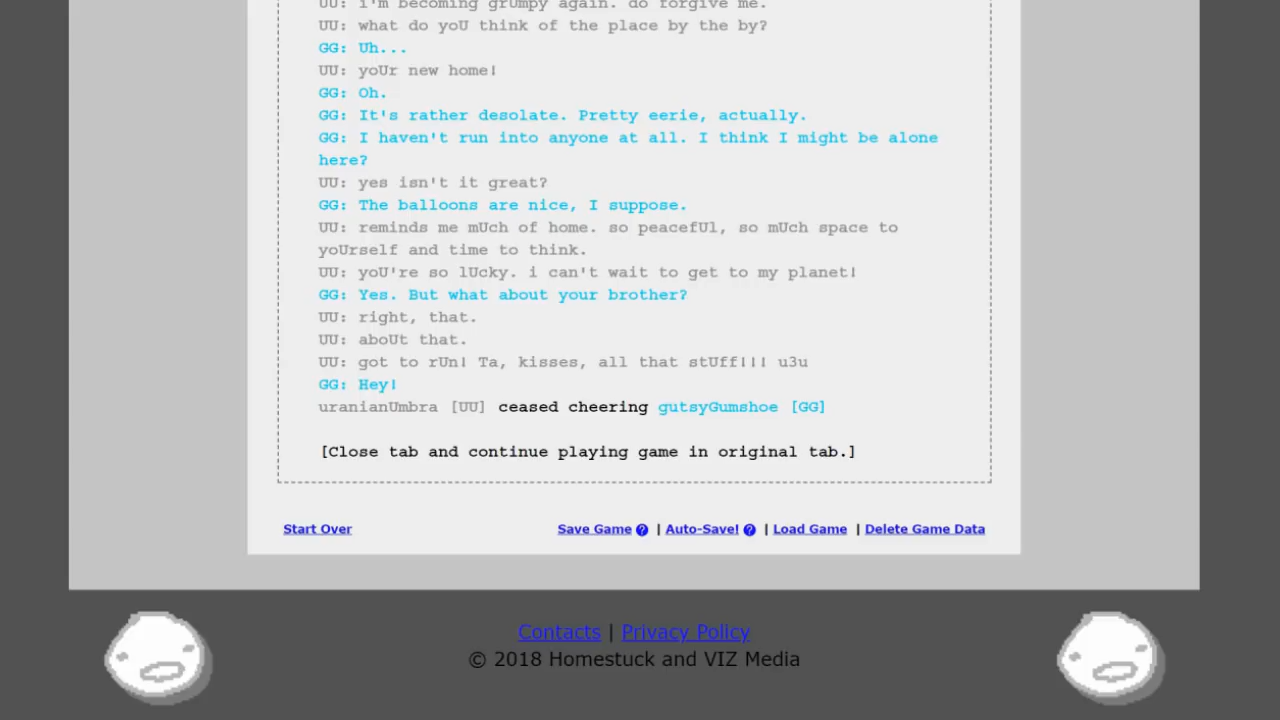 UU: i'm becoming grUmpy again. do forgive me.
UU: what do yoU think of the place by the by?
GG: Uh...
UU: yoUr new home!
GG: Oh.
GG: It's rather desolate. Pretty eerie, actually.
GG: I haven't run into anyone at all. I think I might be alone
here?
UU: yes isn't it great?
GG: The balloons are nice, I suppose.
UU: reminds me mUch of home. so peacefUl, so mUch space to
yoUrself and time to think.
UU: yoU're so lUcky. i can't wait to get to my planet!
GG: Yes. But what about your brother?
UU: right, that.
UU: aboUt that.
UU: got to rUn! Ta, kisses, all that stUff!!! u3u
GG: Hey!
uranianUmbra [UU] ceased cheering gutsyGumshoe [GG]
[Close tab and continue playing game in original tab.]
Start Over Save Game ? | Auto-Save! ? | Load Game | Delete Game Data
Contacts | Privacy Policy
© 2018 Homestuck and VIZ Media